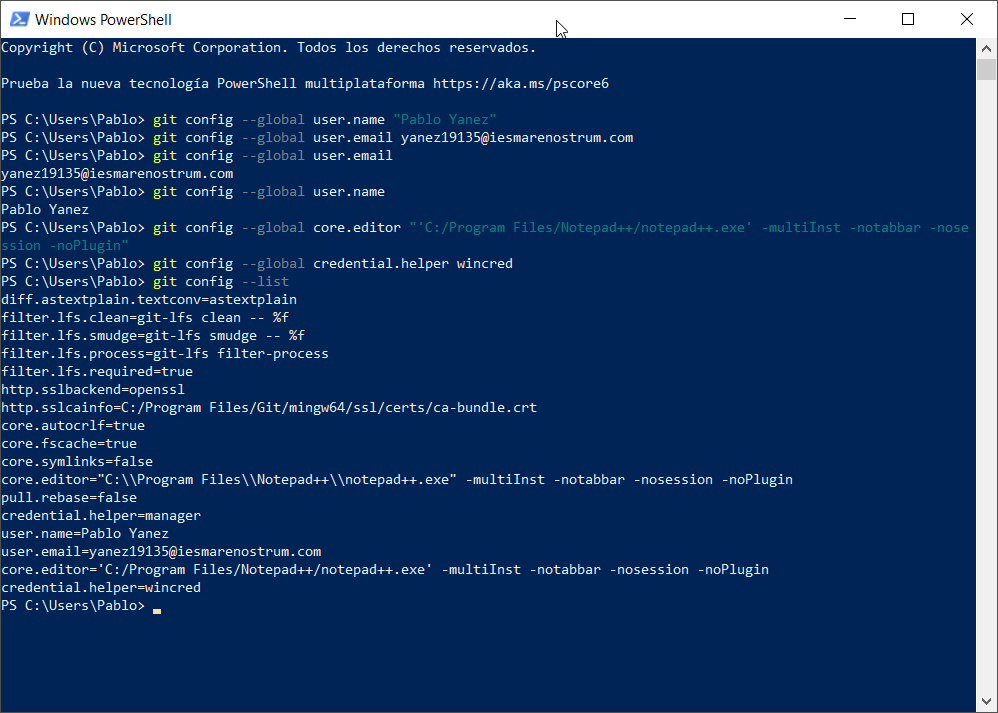 Windows PowerShell
Copyright (C) Microsoft Corporation. Todos los derechos reservados.
Prueba la nueva tecnología PowerShell multiplataforma https://aka.ms/pscore6
PS C:\Users\Pablo> git config --global user.name "Pablo Yanez"
PS C:\Users\Pablo> git config --global user.email yanez19135@iesmarenostrum.com
PS C:\Users\Pablo> git config --global user.email
yanez19135@iesmarenostrum.com
PS C:\Users\Pablo> git config --global user.name
Pablo Yanez
PS C:\Users\Pablo> git config --global core.editor "'C:/Program Files/Notepad++/notepad++.exe' -multiInst -notabbar -nose
ssion -noPlugin"
PS C:\Users\Pablo> git config --global credential.helper wincred
PS C:\Users\Pablo> git config --list
diff.astextplain.textconv=astextplain
filter.lfs.clean=git-lfs clean -- %f
filter.lfs.smudge=git-lfs smudge -- %f
filter.lfs.process=git-lfs filter-process
filter.lfs.required=true
http.sslbackend=openssl
http.sslcainfo=C:/Program Files/Git/mingw64/ssl/certs/ca-bundle.crt
core.autocrlf=true
core.fscache=true
core.symlinks=false
core.editor="C:\\Program Files\\Notepad++\\notepad++.exe" -multiInst -notabbar -nosession -noPlugin
pull.rebase=false
credential.helper=manager
user.name=Pablo Yanez
user.email=yanez19135@iesmarenostrum.com
core.editor='C:/Program Files/Notepad++/notepad++.exe' -multiInst -notabbar -nosession -noPlugin
credential.helper=wincred
PS C:\Users\Pablo>